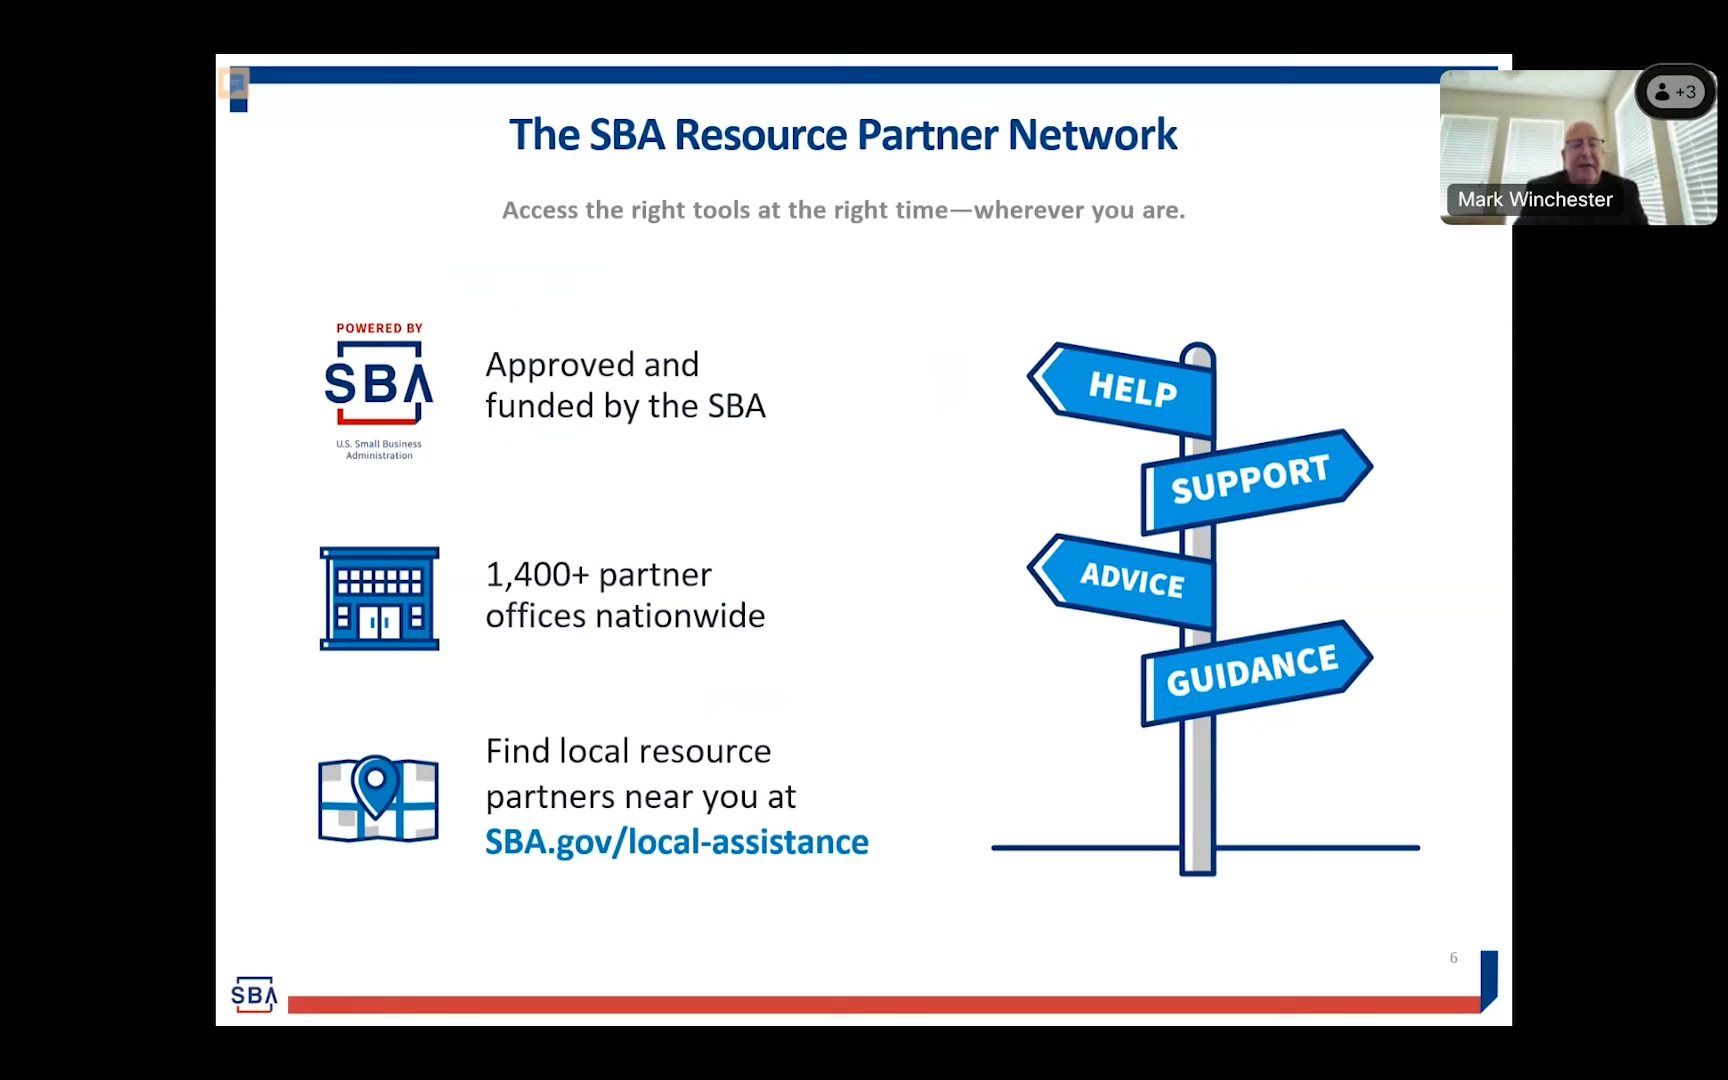 The SBA Resource Partner Network
Access the right tools at the right time—wherever you are.
+3
Mark Winchester
POWERED BY
SBA
U.S. Small Business
Administration
Approved and
funded by the SBA
1,400+ partner
offices nationwide
Find local resource
partners near you at
SBA.gov/local-assistance
HELP
SUPPORT
ADVICE
GUIDANCE
6
SBA